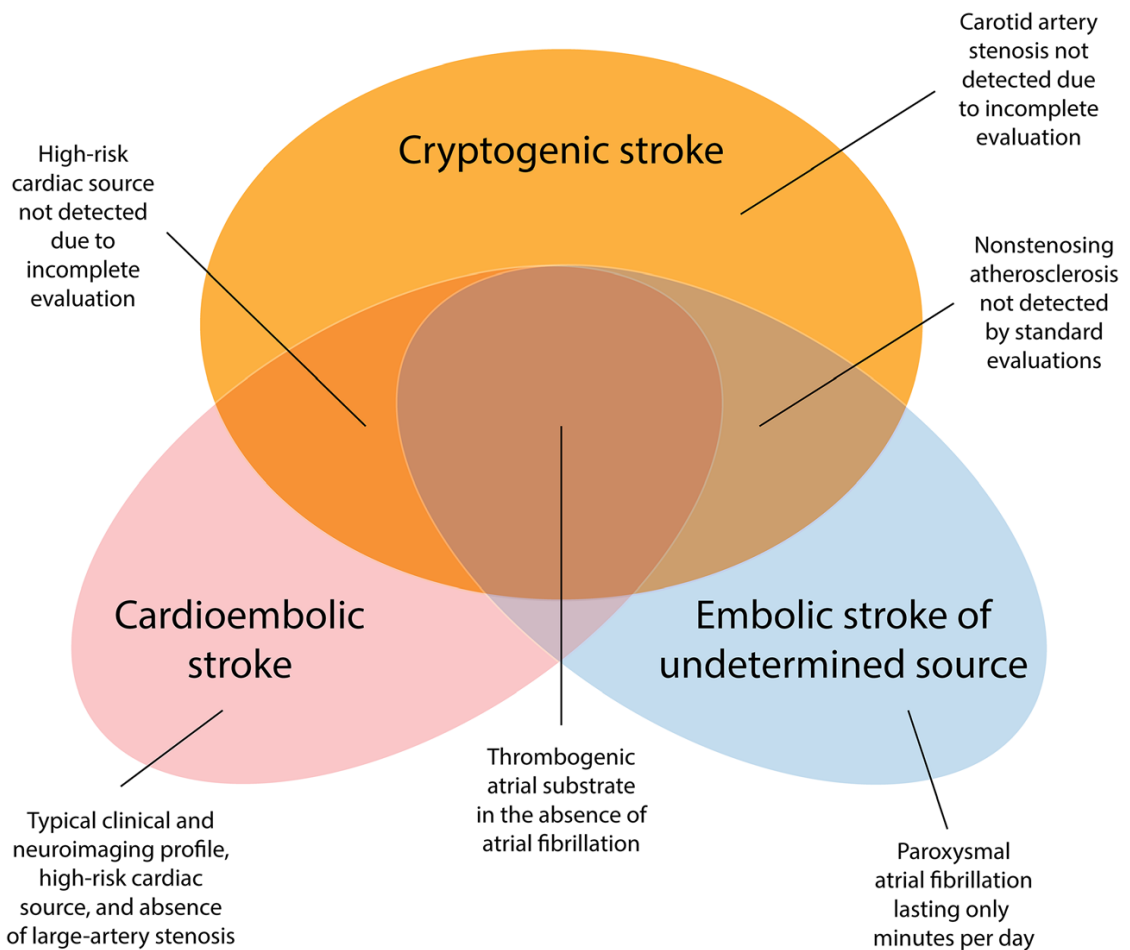 Carotid artery
stenosis not
detected due
to incomplete
evaluation
Cryptogenic stroke
High-risk
cardiac source
not detected
due to
incomplete
evaluation
Nonstenosing
atherosclerosis
not detected
by standard
evaluations
Cardioembolic
stroke
Embolic stroke of
undetermined source
Thrombogenic
atrial substrate
in the absence of
atrial fibrillation
Typical clinical and
neuroimaging profile,
high-risk cardiac
source, and absence
of large-artery stenosis
Paroxysmal
atrial fibrillation
lasting only
minutes per day